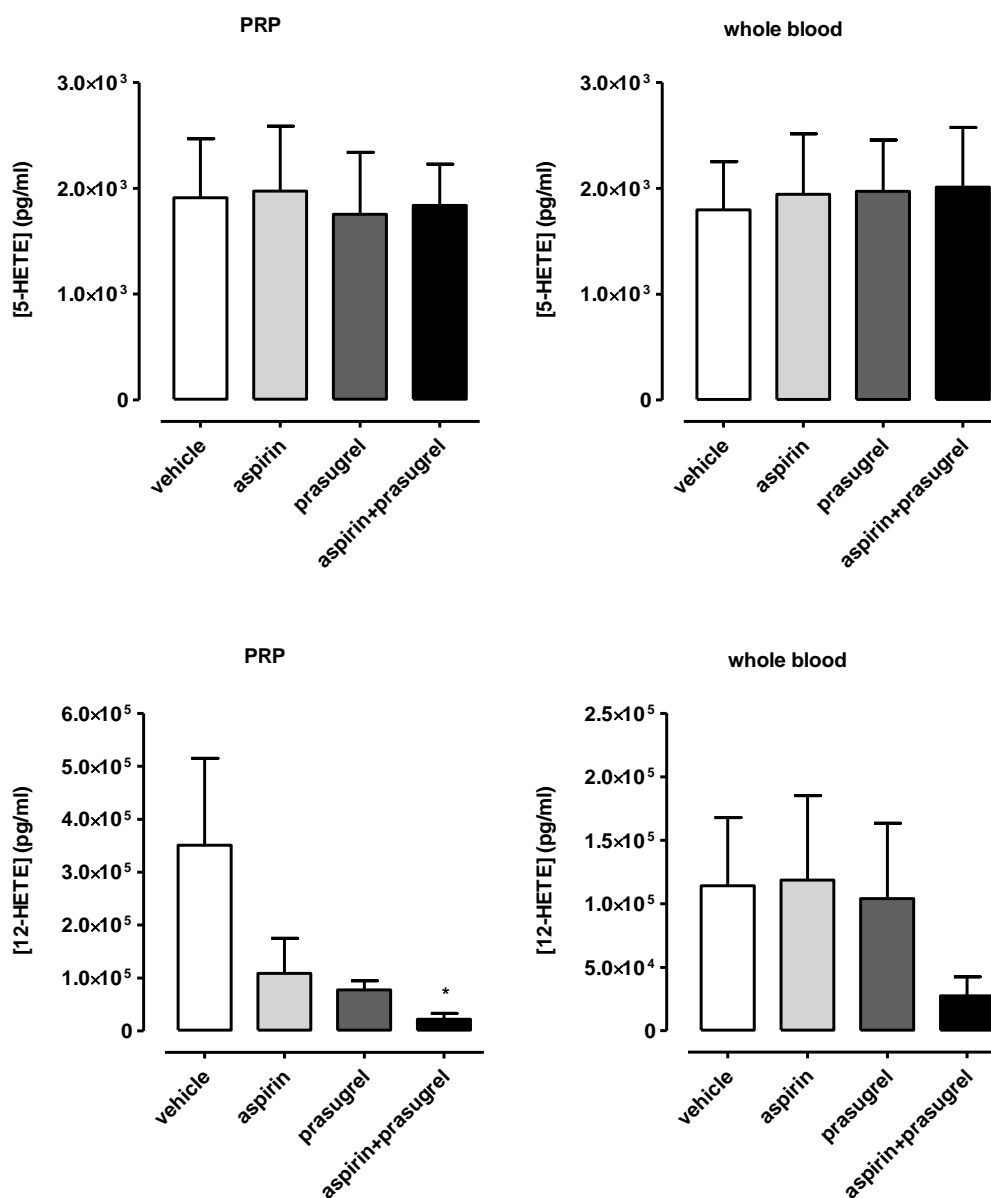 PRP
[5-HETE] (pg/ml)
3.0×10³
2.0×10³
1.0×10³
0
vehicle
aspirin
prasugrel
aspirin+prasugrel
whole blood
[5-HETE] (pg/ml)
3.0×10³
2.0×10³
1.0×10³
0
vehicle
aspirin
prasugrel
aspirin+prasugrel
PRP
[12-HETE] (pg/ml)
6.0×10⁵
5.0×10⁵
4.0×10⁵
3.0×10⁵
2.0×10⁵
1.0×10⁵
0
*
vehicle
aspirin
prasugrel
aspirin+prasugrel
whole blood
[12-HETE] (pg/ml)
2.5×10⁵
2.0×10⁵
1.5×10⁵
1.0×10⁵
5.0×10⁴
0
vehicle
aspirin
prasugrel
aspirin+prasugrel